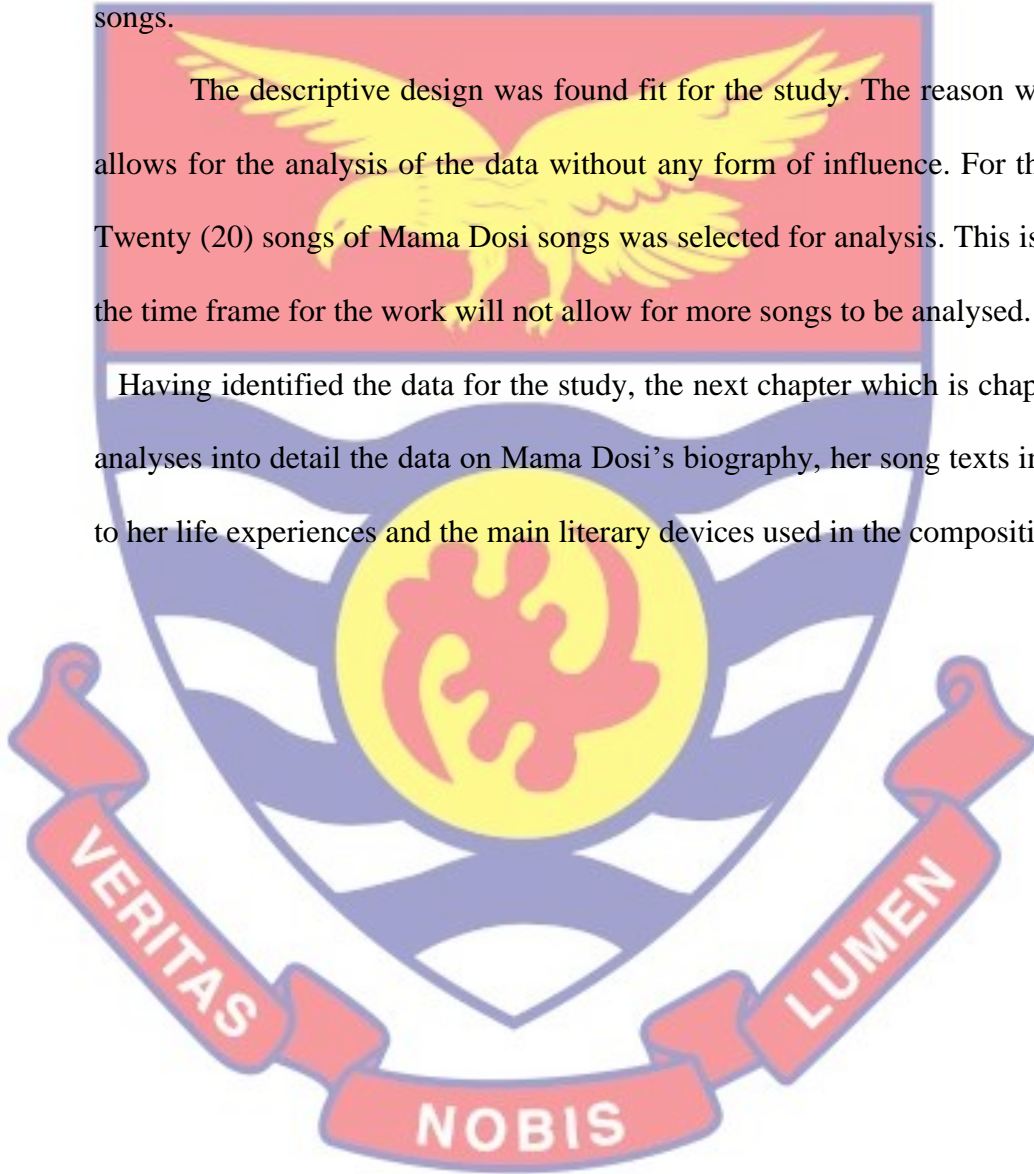 songs.
The descriptive design was found fit for the study. The reason w
allows for the analysis of the data without any form of influence. For th
Twenty (20) songs of Mama Dosi songs was selected for analysis. This is
the time frame for the work will not allow for more songs to be analysed.
Having identified the data for the study, the next chapter which is chap
analyses into detail the data on Mama Dosi’s biography, her song texts in
to her life experiences and the main literary devices used in the compositi
VERITAS
NOBIS
LUMEN